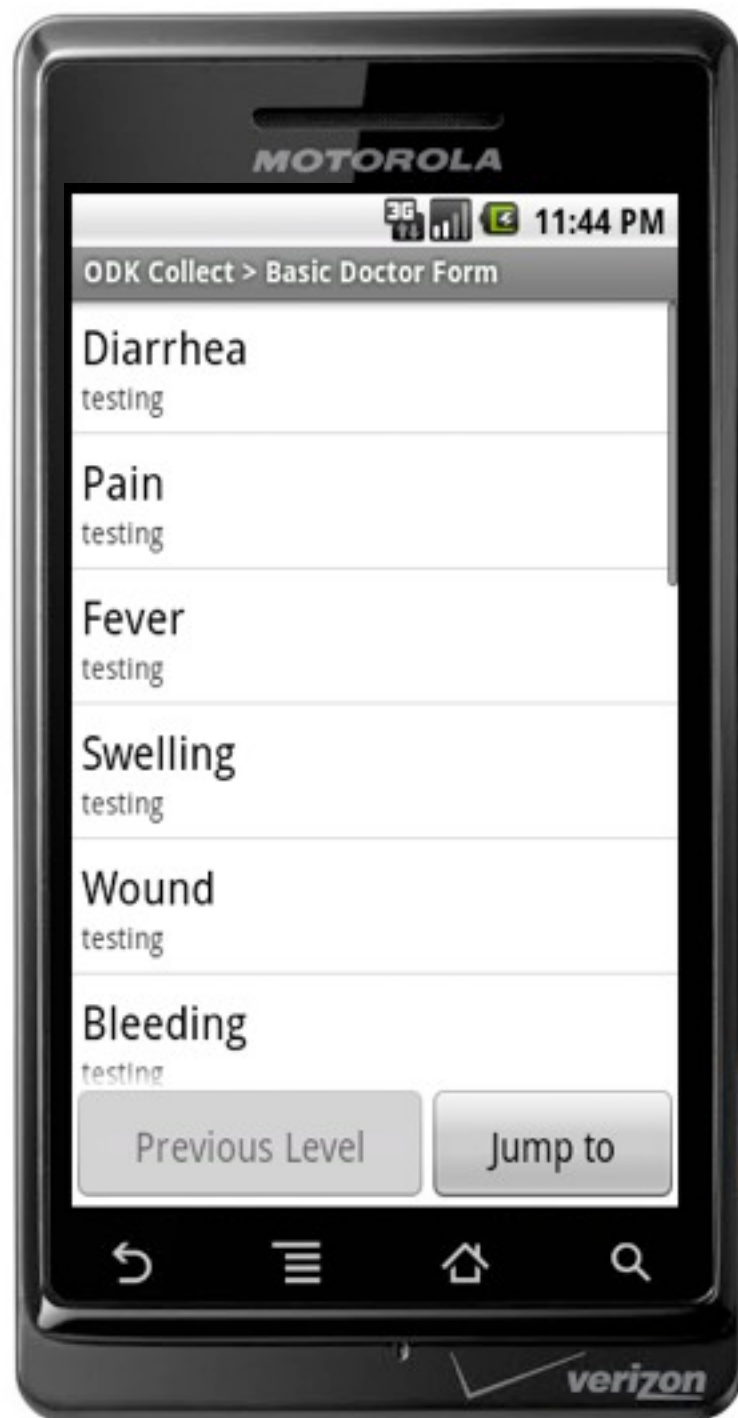 MOTOROLA
3G 11:44 PM
ODK Collect > Basic Doctor Form
Diarrhea
testing
Pain
testing
Fever
testing
Swelling
testing
Wound
testing
Bleeding
testing
Previous Level Jump to
verizon